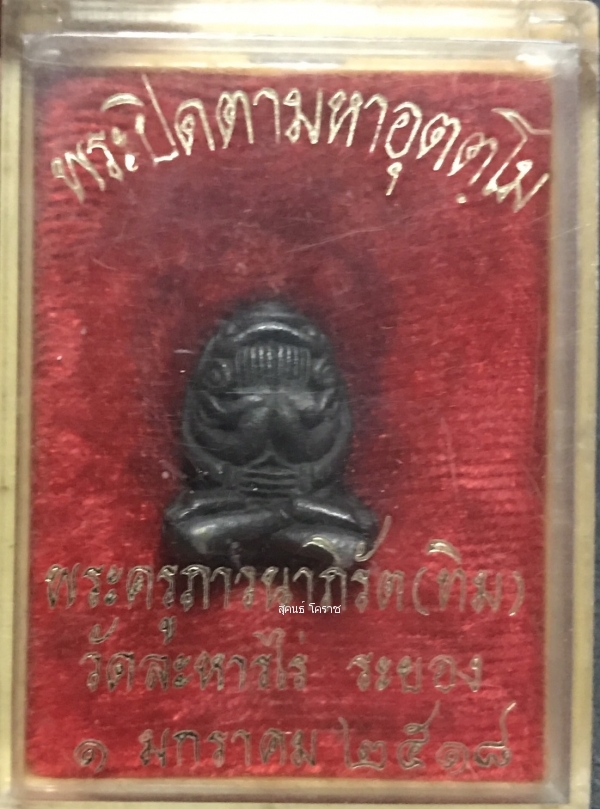 พระปิดตามหาอุตตฺโม
พระครูภาวนาภิรัต (ทิม)
สุคนธ์ โคราช
วัดละหารไร่ ระยอง
๑ มกราคม ๒๕๑๘